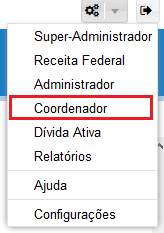 Super-Administrador
Receita Federal
Administrador
Coordenador
Dívida Ativa
Relatórios
Ajuda
Configurações